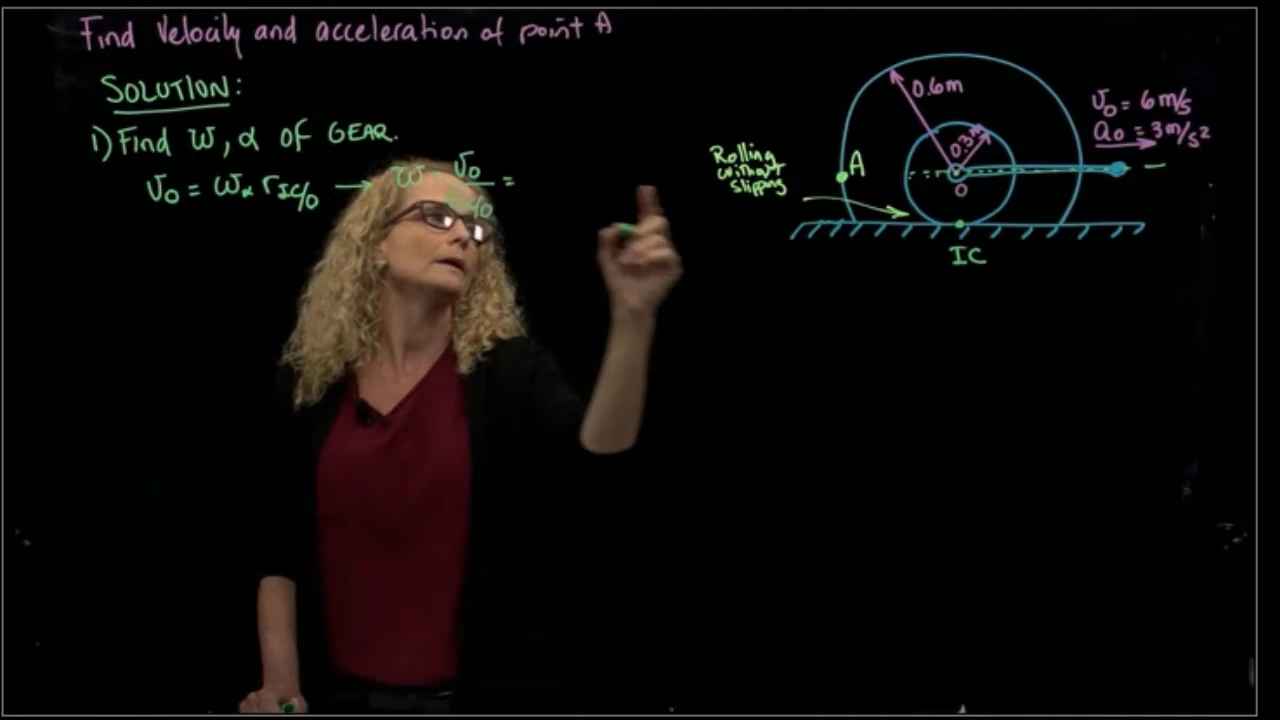 Find Velocity and acceleration of point A
SOLUTION:
1) Find ω, α of GEAR.
v₀ = ω × r_IC/O → ω = v₀ / =
0.6m
0.3m
A
O
IC
Rolling
without
slipping
v₀ = 6 m/s
a₀ = 3 m/s²